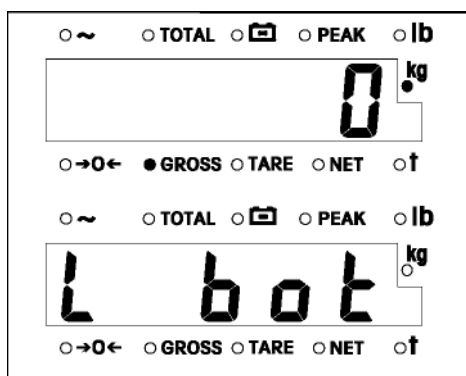 ~ TOTAL PEAK lb
0 kg
→0← GROSS TARE NET t
~ TOTAL PEAK lb
L bot kg
→0← GROSS TARE NET t